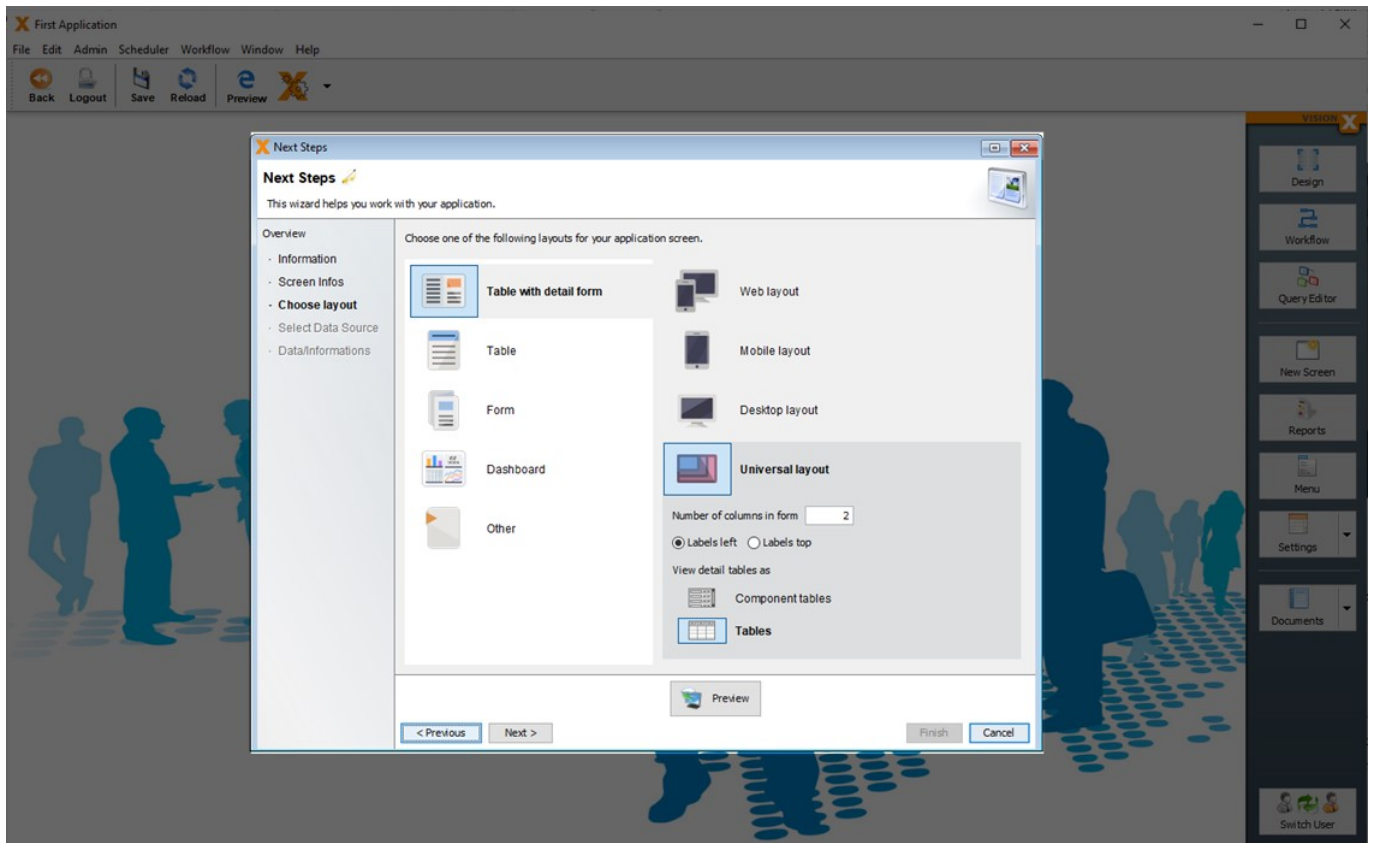 First Application
File Edit Admin Scheduler Workflow Window Help
Back Logout Save Reload Preview
VISION X
Next Steps
Next Steps
This wizard helps you work with your application.
Overview
· Information
· Screen Infos
· Choose layout
· Select Data Source
· Data/Informations
Choose one of the following layouts for your application screen.
Table with detail form
Table
Form
Dashboard
Other
Web layout
Mobile layout
Desktop layout
Universal layout
Number of columns in form 2
Labels left Labels top
View detail tables as
Component tables
Tables
Preview
< Previous Next > Finish Cancel
Design
Workflow
Query Editor
New Screen
Reports
Menu
Settings
Documents
Switch User